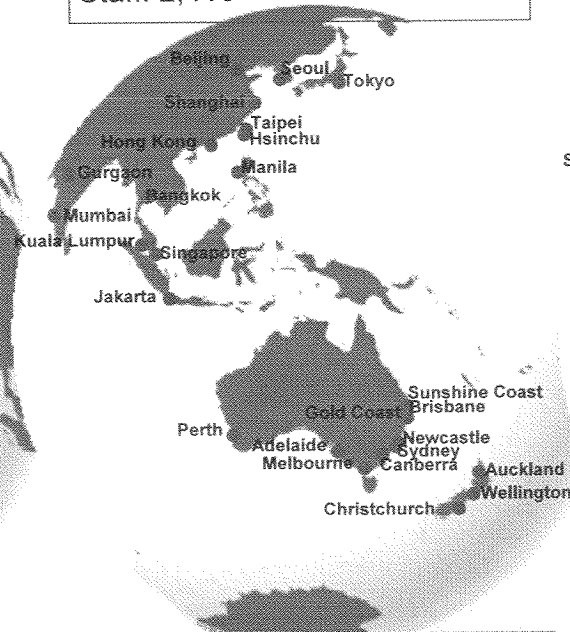 Beijing
Seoul
Tokyo
Shanghai
Taipei
Hong Kong
Hsinchu
Manila
Gurgaon
Bangkok
Mumbai
Kuala Lumpur
Singapore
Jakarta
Sunshine Coast
Gold Coast
Brisbane
Perth
Newcastle
Adelaide
Sydney
Melbourne
Canberra
Auckland
Wellington
Christchurch